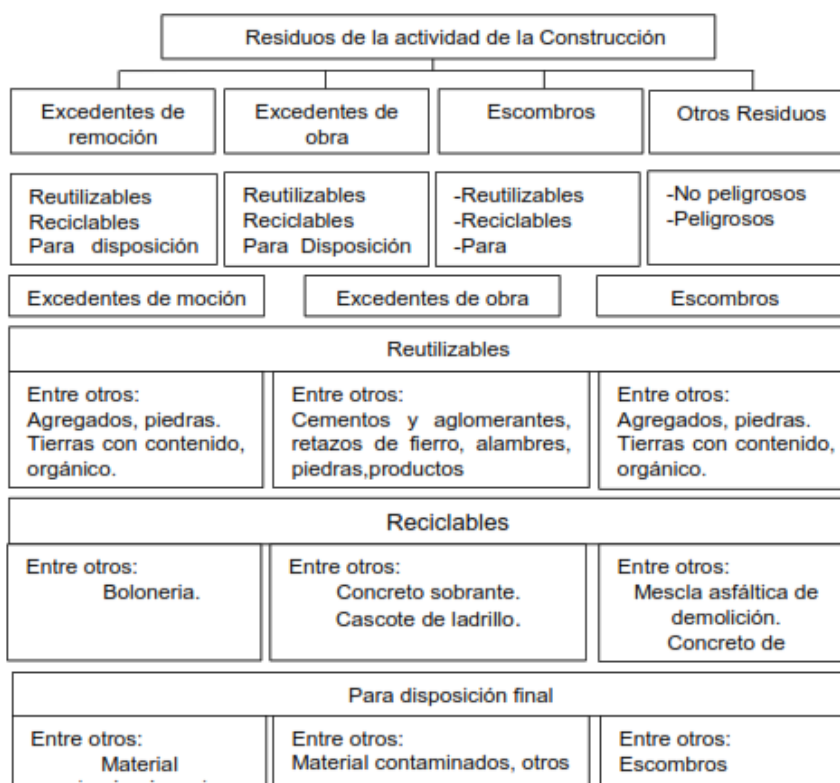 Residuos de la actividad de la Construcción
Excedentes de
remoción
Excedentes de
obra
Escombros
Otros Residuos
Reutilizables
Reciclables
Para disposición
Reutilizables
Reciclables
Para Disposición
-Reutilizables
-Reciclables
-Para
-No peligrosos
-Peligrosos
Excedentes de moción
Excedentes de obra
Escombros
Reutilizables
Entre otros:
Agregados, piedras.
Tierras con contenido,
orgánico.
Entre otros:
Cementos y aglomerantes,
retazos de fierro, alambres,
piedras,productos
Entre otros:
Agregados, piedras.
Tierras con contenido,
orgánico.
Reciclables
Entre otros:
Boloneria.
Entre otros:
Concreto sobrante.
Cascote de ladrillo.
Entre otros:
Mescla asfáltica de
demolición.
Concreto de
Para disposición final
Entre otros:
Material
Entre otros:
Material contaminados, otros
Entre otros:
Escombros